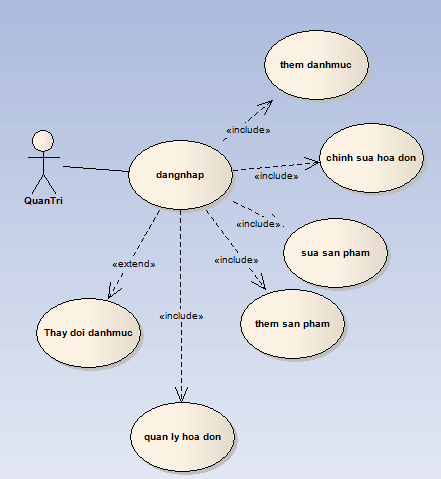 them danhmuc
«include»
chinh sua hoa don
dangnhap
«include»
QuanTri
«include»
sua san pham
«extend»
«include»
Thay doi danhmuc
«include»
them san pham
quan ly hoa don